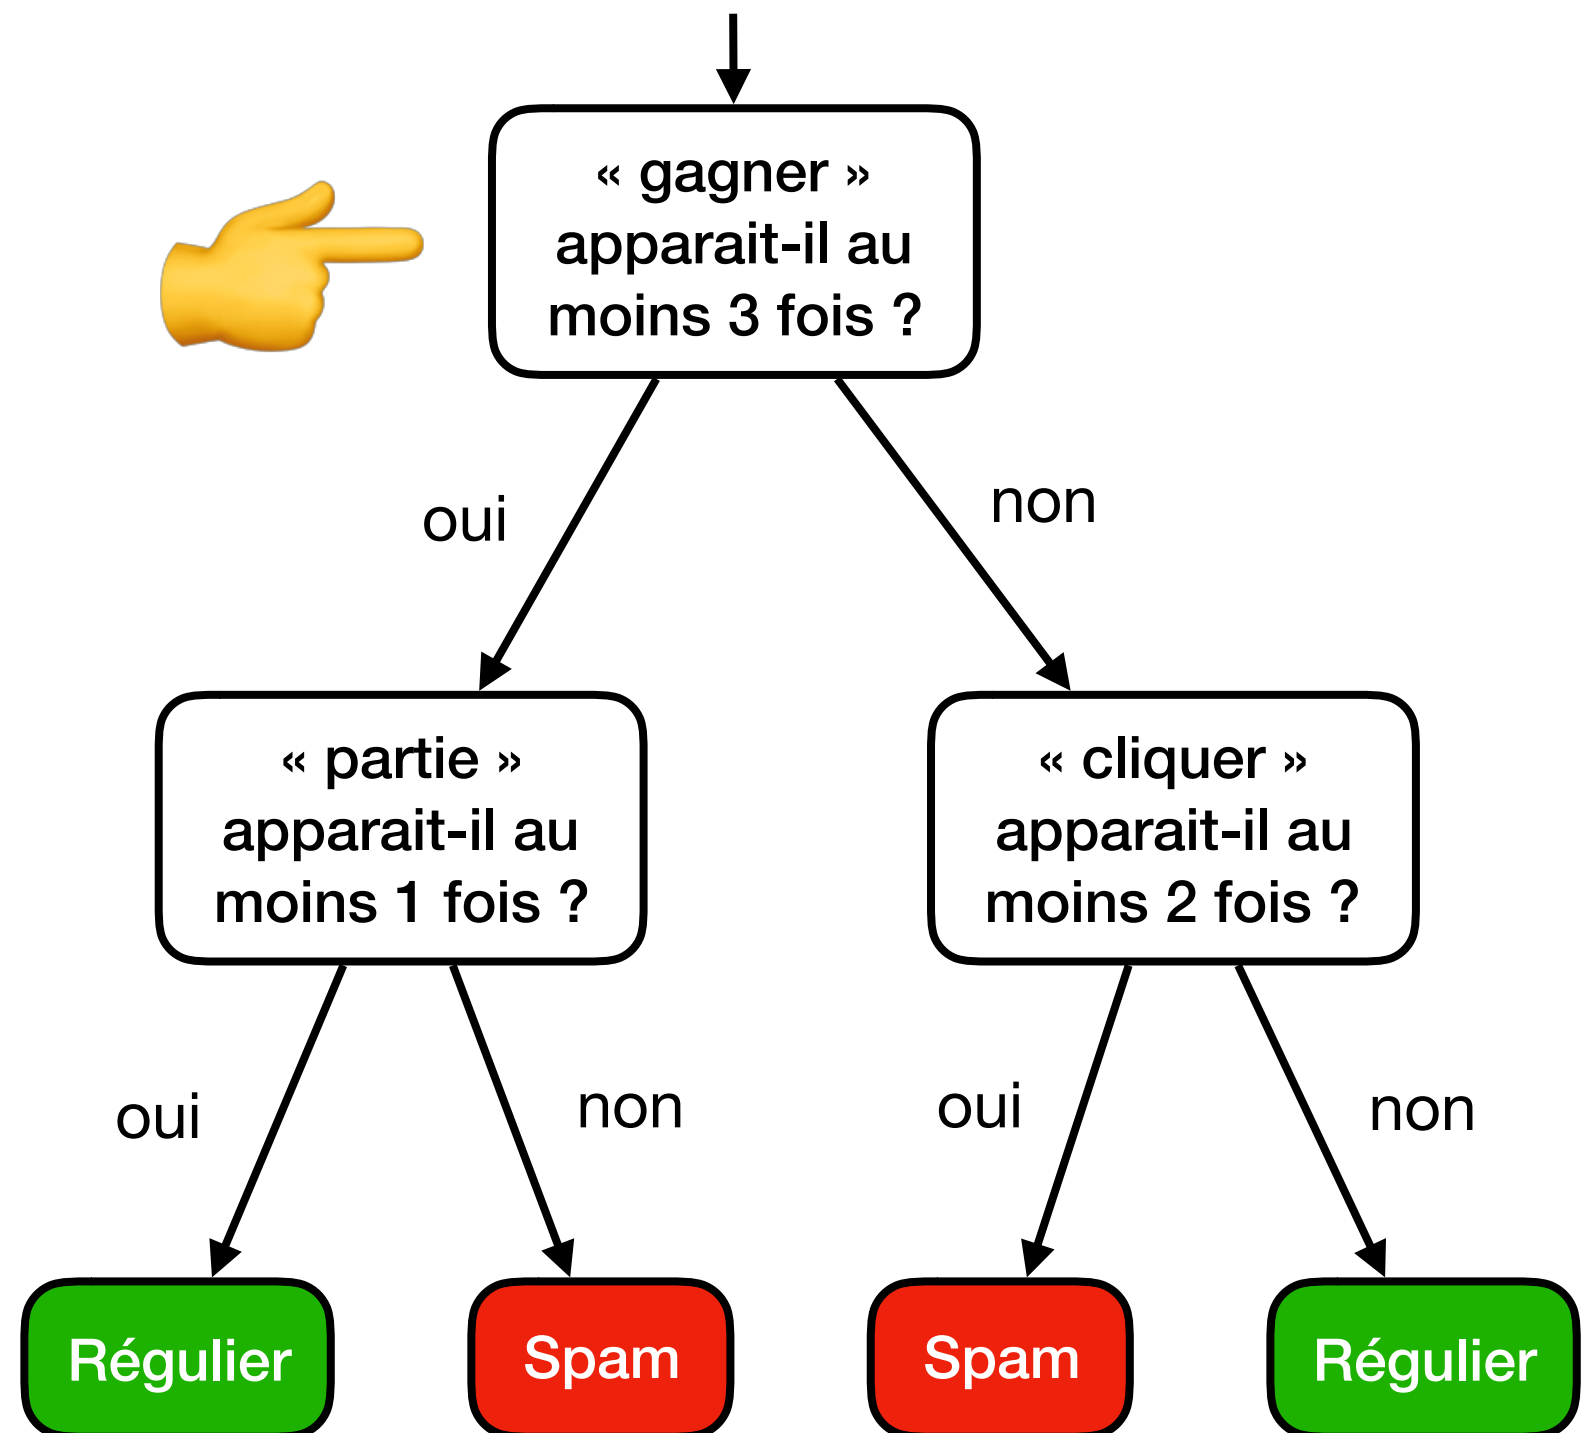 « gagner »
apparait-il au
moins 3 fois ?
oui
non
« partie »
apparait-il au
moins 1 fois ?
« cliquer »
apparait-il au
moins 2 fois ?
oui
non
oui
non
Régulier
Spam
Spam
Régulier